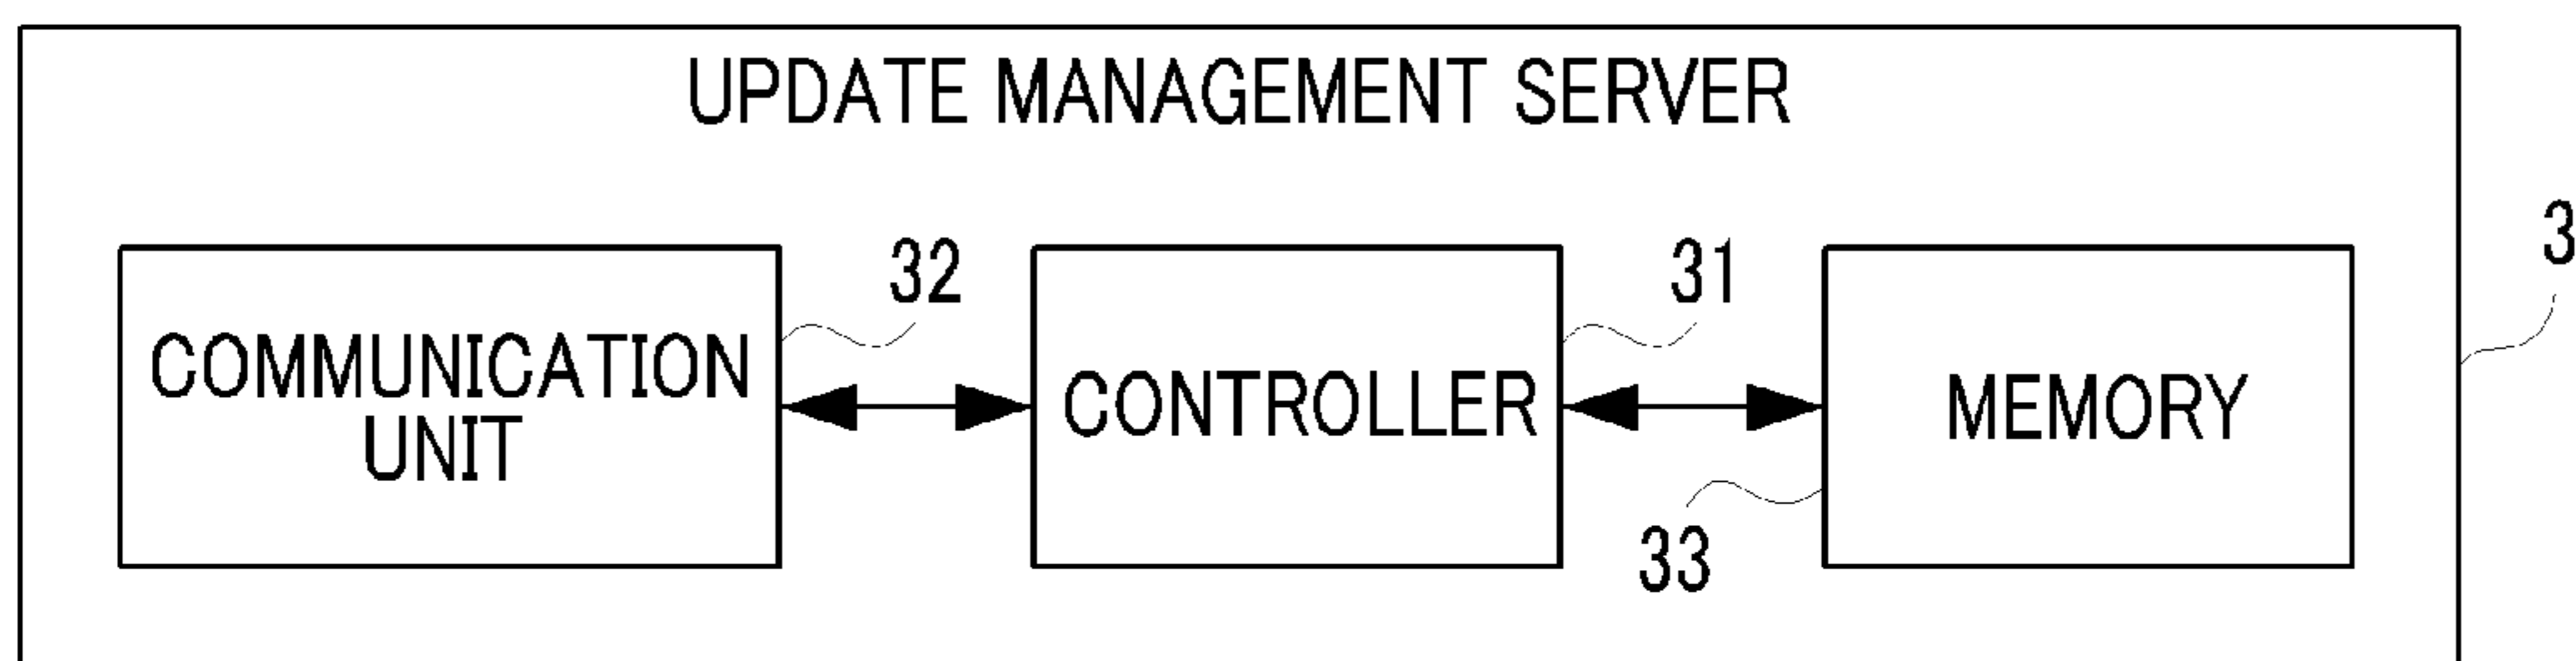 UPDATE MANAGEMENT SERVER
3
32
31
COMMUNICATION
UNIT
CONTROLLER
MEMORY
33